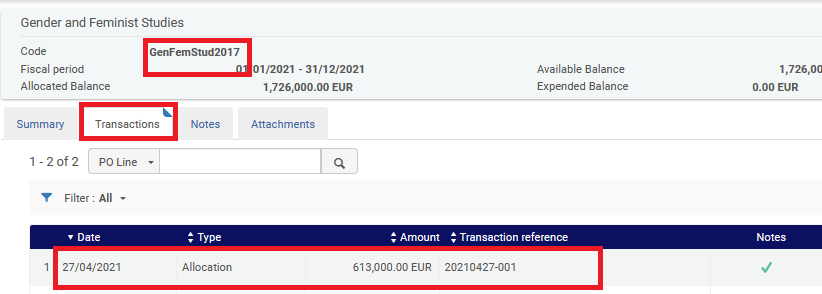 Gender and Feminist Studies
Code GenFemStud2017
Fiscal period 01/01/2021 - 31/12/2021 Available Balance 1,726,00
Allocated Balance 1,726,000.00 EUR Expended Balance 0.00 EUR
Summary Transactions Notes Attachments
1 - 2 of 2 PO Line
Filter : All
Date Type Amount Transaction reference Notes
1 27/04/2021 Allocation 613,000.00 EUR 20210427-001